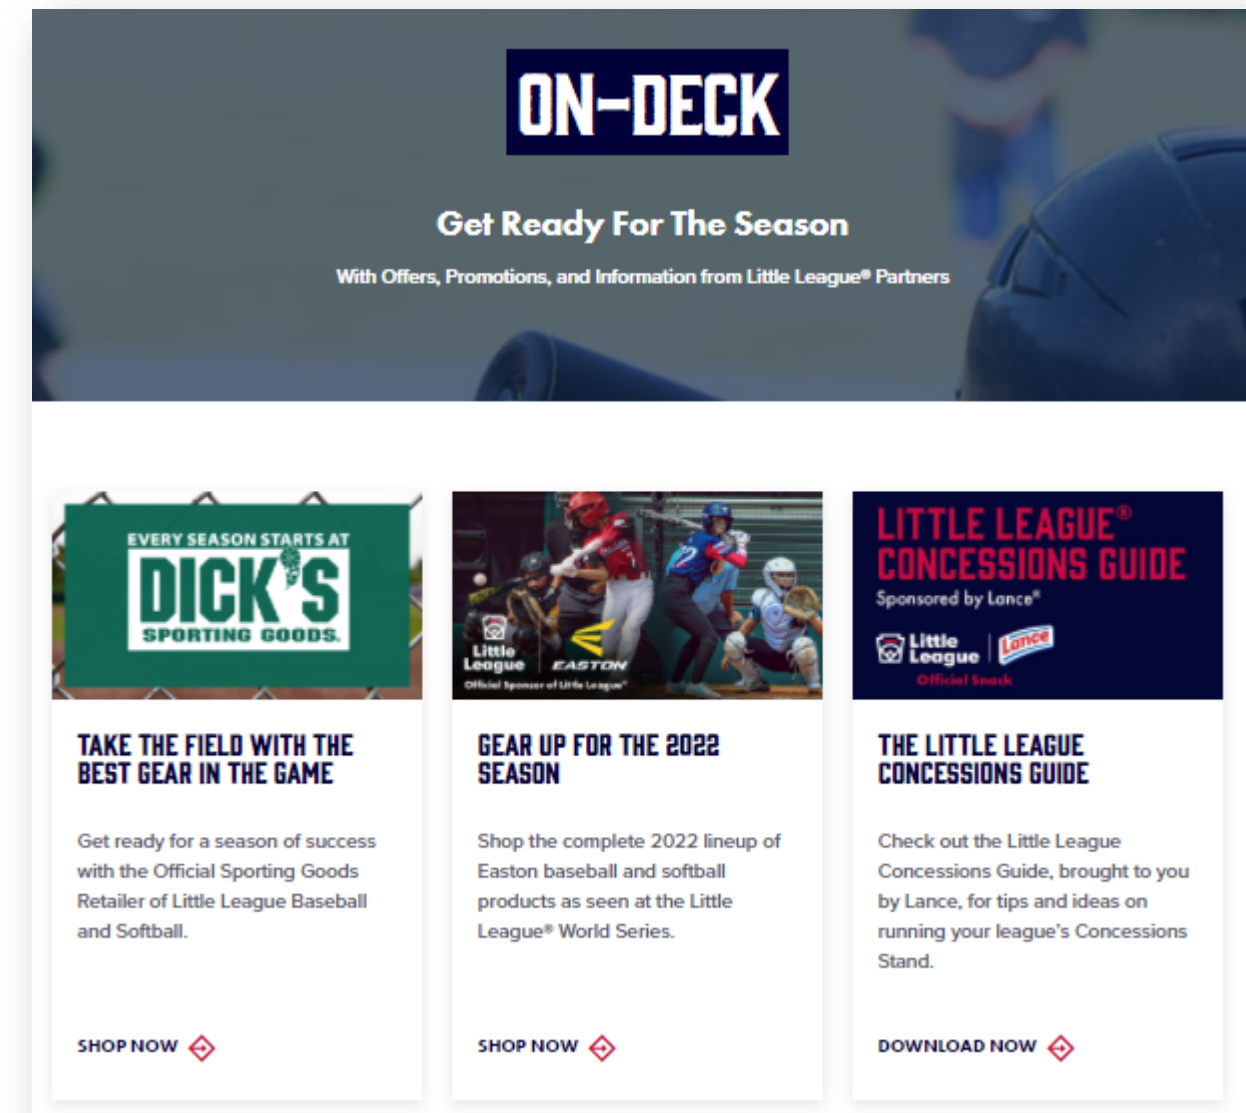 ON-DECK
Get Ready For The Season
With Offers, Promotions, and Information from Little League® Partners
EVERY SEASON STARTS AT
DICK'S
SPORTING GOODS.
TAKE THE FIELD WITH THE
BEST GEAR IN THE GAME
Get ready for a season of success
with the Official Sporting Goods
Retailer of Little League Baseball
and Softball.
SHOP NOW
7
Little
League
EASTON
Official Sponsor of Little League®
GEAR UP FOR THE 2022
SEASON
Shop the complete 2022 lineup of
Easton baseball and softball
products as seen at the Little
League® World Series.
SHOP NOW
LITTLE LEAGUE®
CONCESSIONS GUIDE
Sponsored by Lance®
Little
League
Lance
Official Snack
THE LITTLE LEAGUE
CONCESSIONS GUIDE
Check out the Little League
Concessions Guide, brought to you
by Lance, for tips and ideas on
running your league's Concessions
Stand.
DOWNLOAD NOW